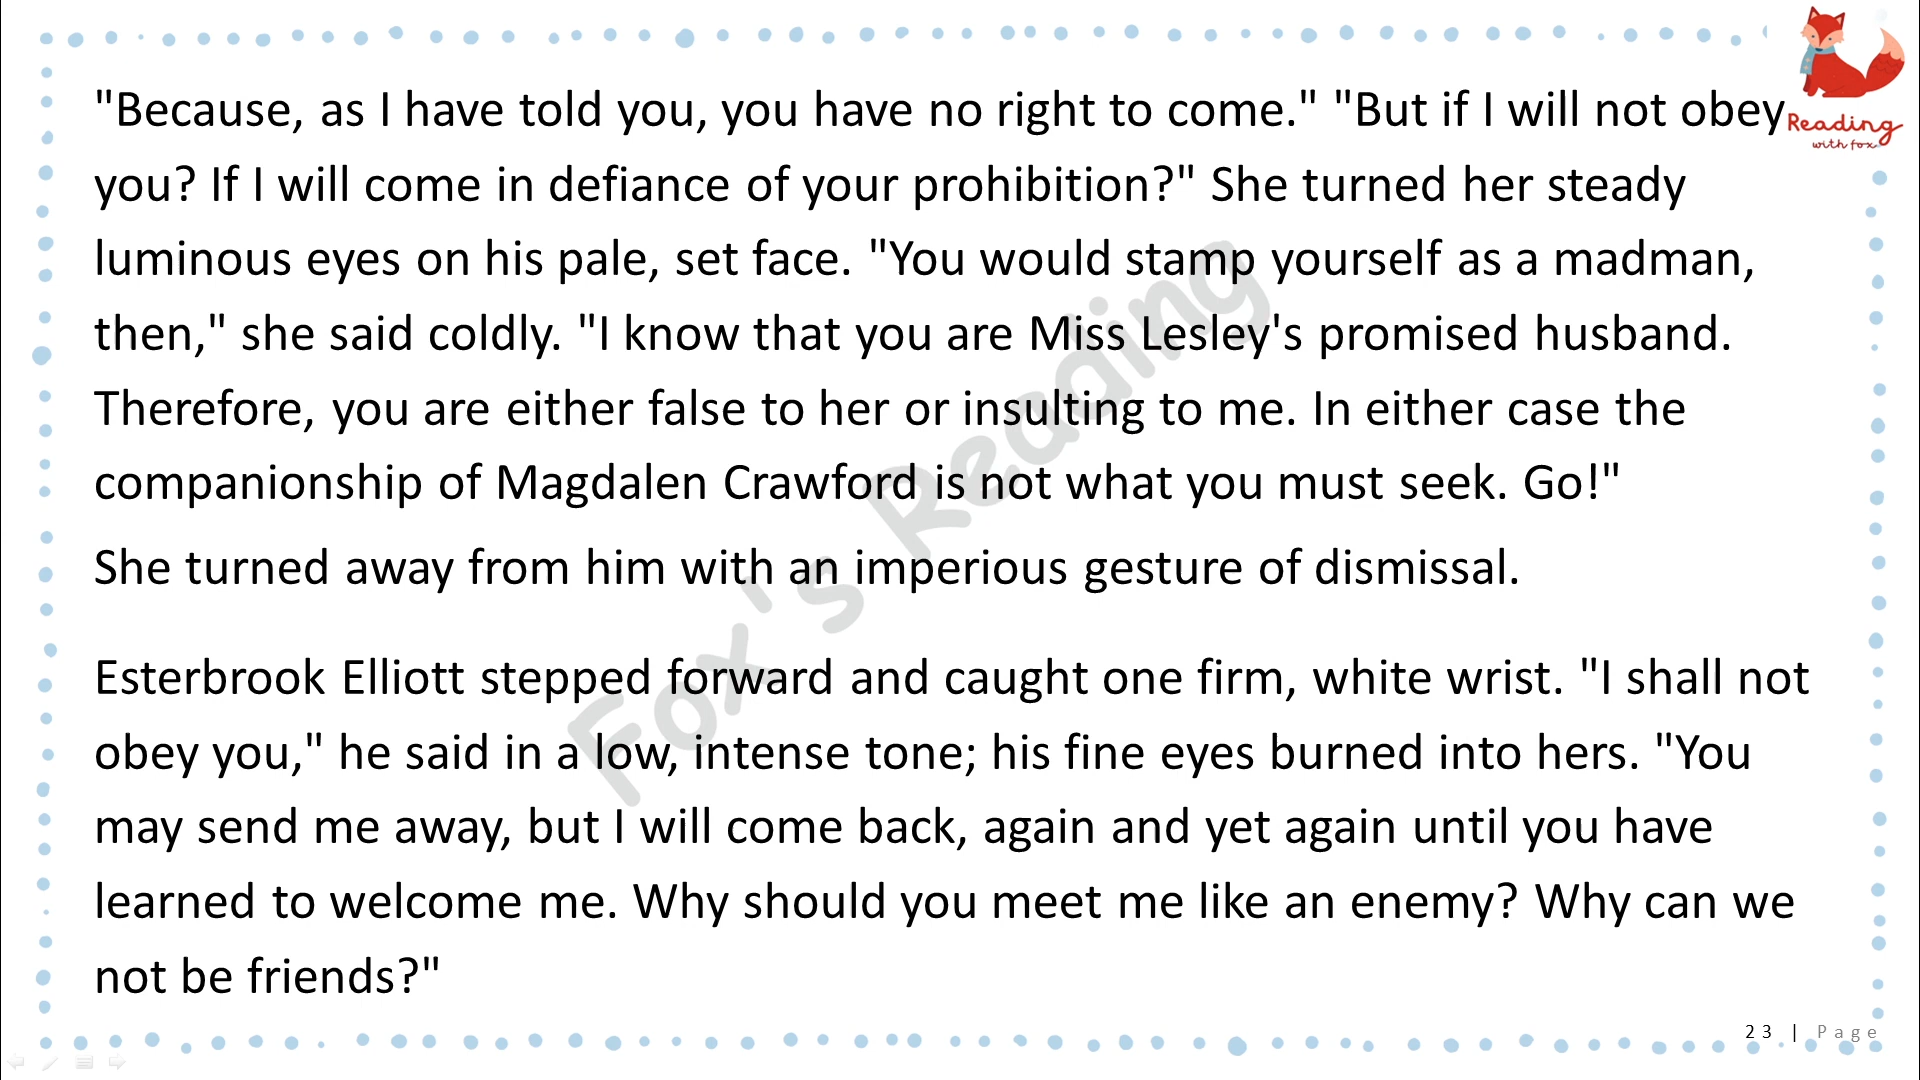 "Because, as I have told you, you have no right to come." "But if I will not obey
you? If I will come in defiance of your prohibition?" She turned her steady
luminous eyes on his pale, set face. "You would stamp yourself as a madman,
then," she said coldly. "I know that you are Miss Lesley's promised husband.
Therefore, you are either false to her or insulting to me. In either case the
companionship of Magdalen Crawford is not what you must seek. Go!"
She turned away from him with an imperious gesture of dismissal.
Esterbrook Elliott stepped forward and caught one firm, white wrist. "I shall not
obey you," he said in a low, intense tone; his fine eyes burned into hers. "You
may send me away, but I will come back, again and yet again until you have
learned to welcome me. Why should you meet me like an enemy? Why can we
not be friends?"
Reading
with fox
Fox's Reading
23 | Page